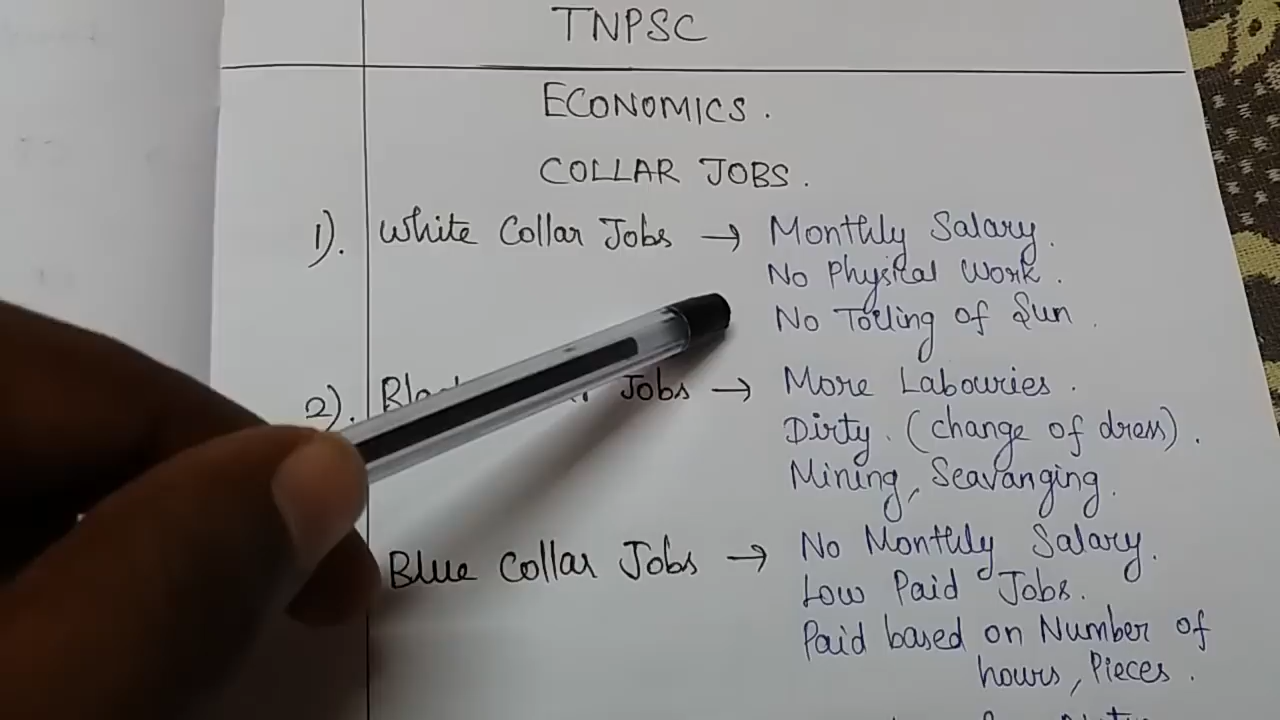 TNPSC
ECONOMICS.
COLLAR JOBS.
1). White Collar Jobs → Monthly Salary.
No Physical Work.
No Toiling of Sun.
2). Jobs → More Labouries.
Dirty. (change of dress).
Mining, Seavanging.
Blue Collar Jobs → No Monthly Salary.
Low Paid Jobs.
Paid based on Number of
hours, Pieces.